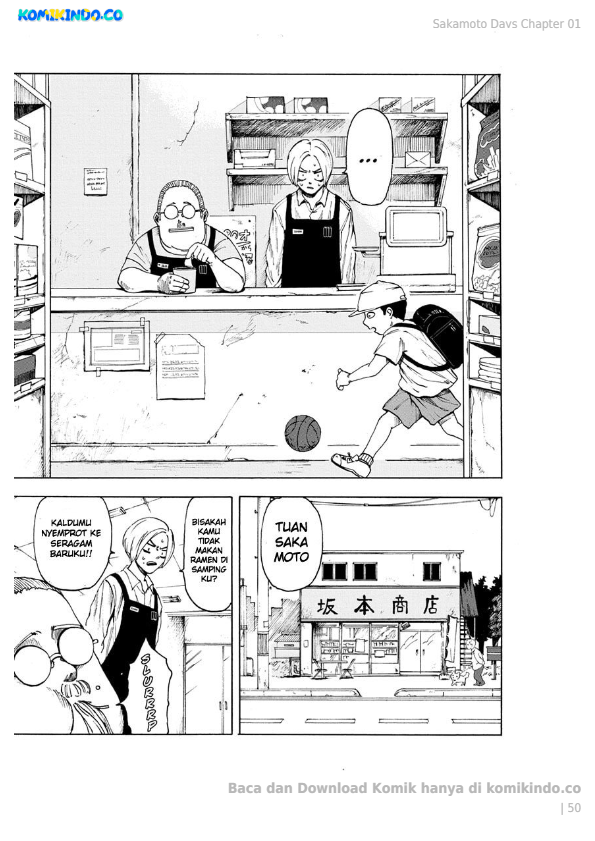 KOMIKINDO.CO
Sakamoto Days Chapter 01
...
TUAN
SAKA
MOTO
坂本商店
BISAKAH
KAMU
TIDAK
MAKAN
RAMEN DI
SAMPING
KU?
KALDUMU
NYEMPROT KE
SERAGAM
BARUKU!!
SLURRRP
Baca dan Download Komik hanya di komikindo.co
| 50